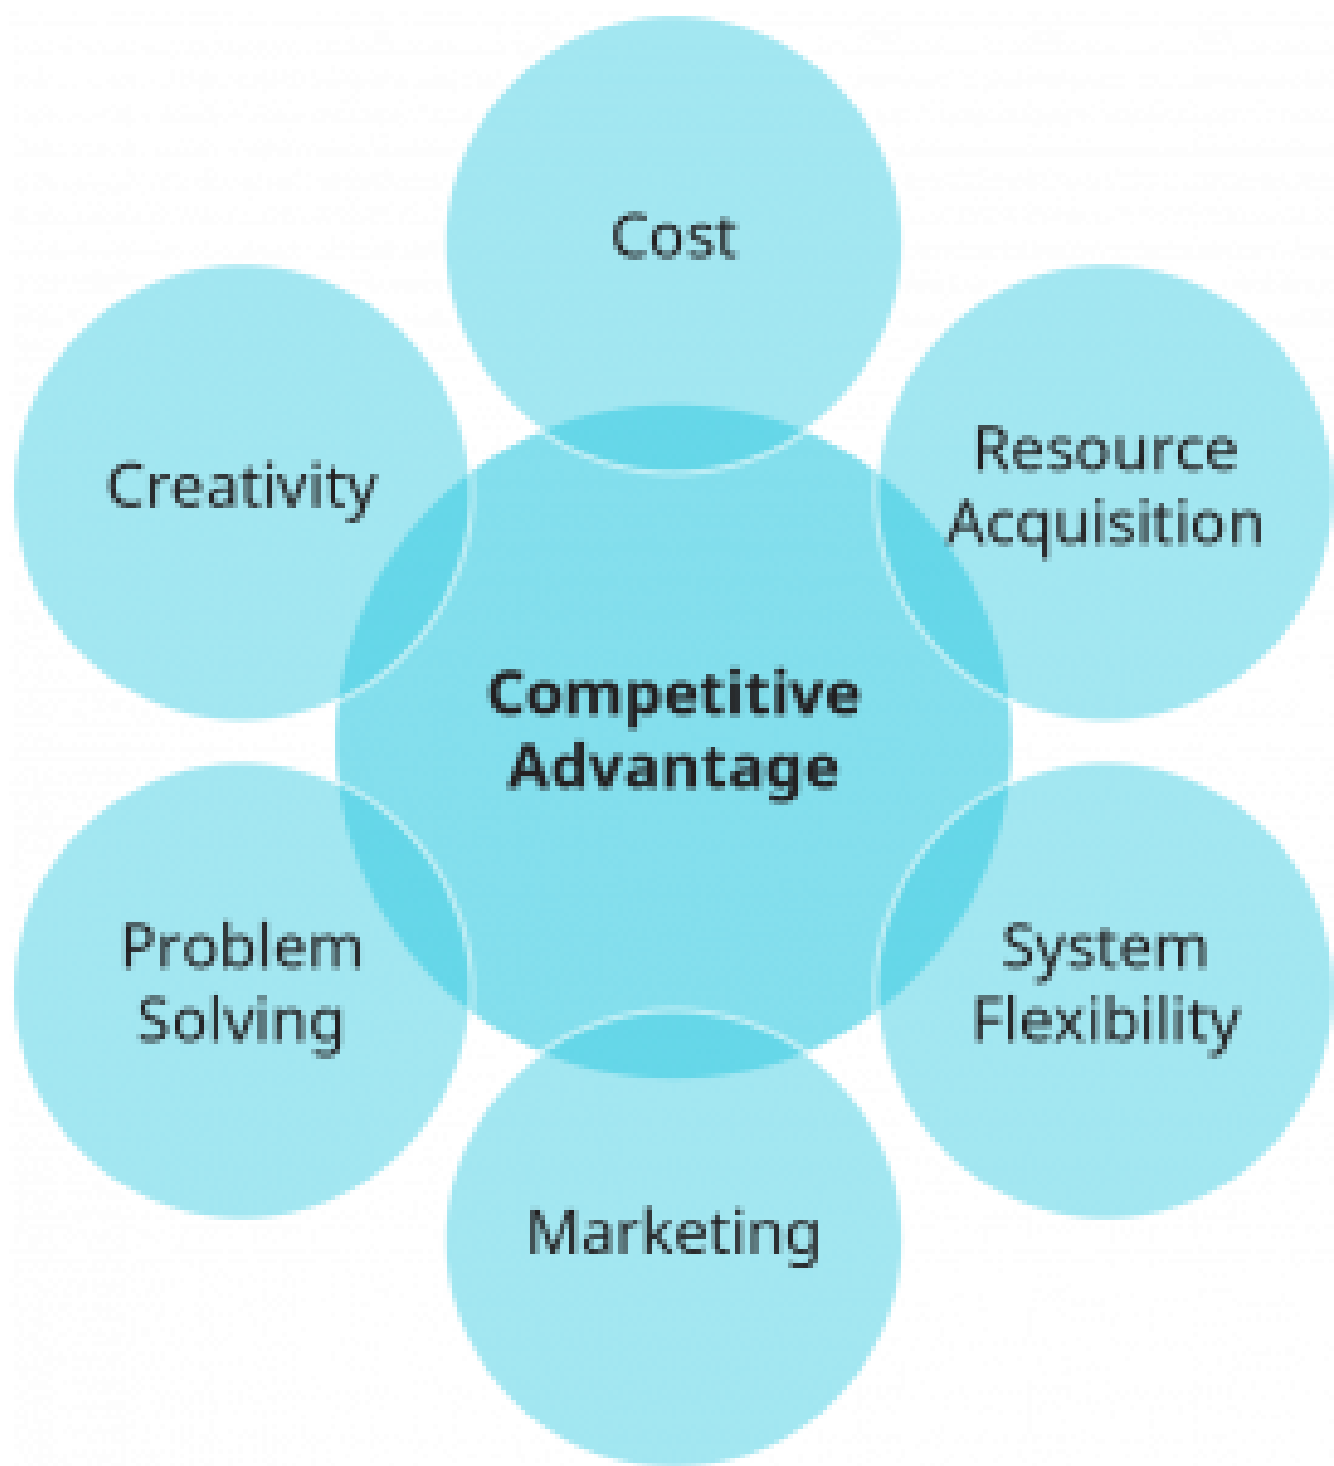 Cost
Creativity
Resource
Acquisition
Competitive
Advantage
Problem
Solving
System
Flexibility
Marketing